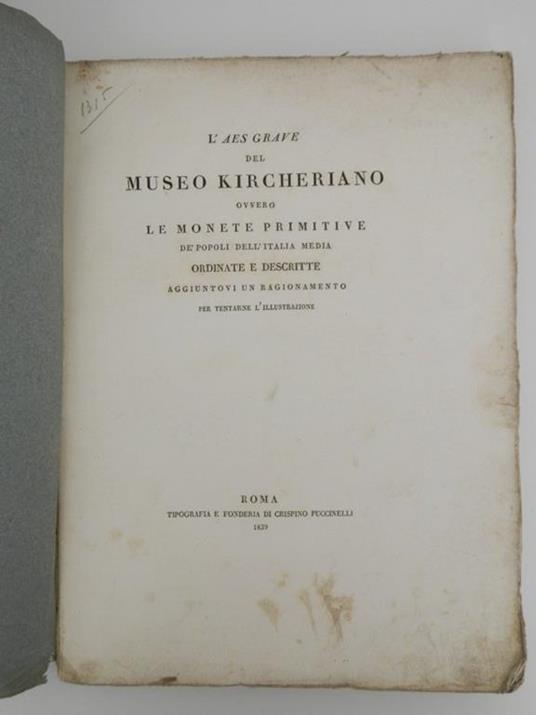 1315
L'AES GRAVE
DEL
MUSEO KIRCHERIANO
OVVERO
LE MONETE PRIMITIVE
DE' POPOLI DELL'ITALIA MEDIA
ORDINATE E DESCRITTE
AGGIUNTOVI UN RAGIONAMENTO
PER TENTARNE L'ILLUSTRAZIONE
ROMA
TIPOGRAFIA E FONDERIA DI CRISPINO PUCCINELLI
1839